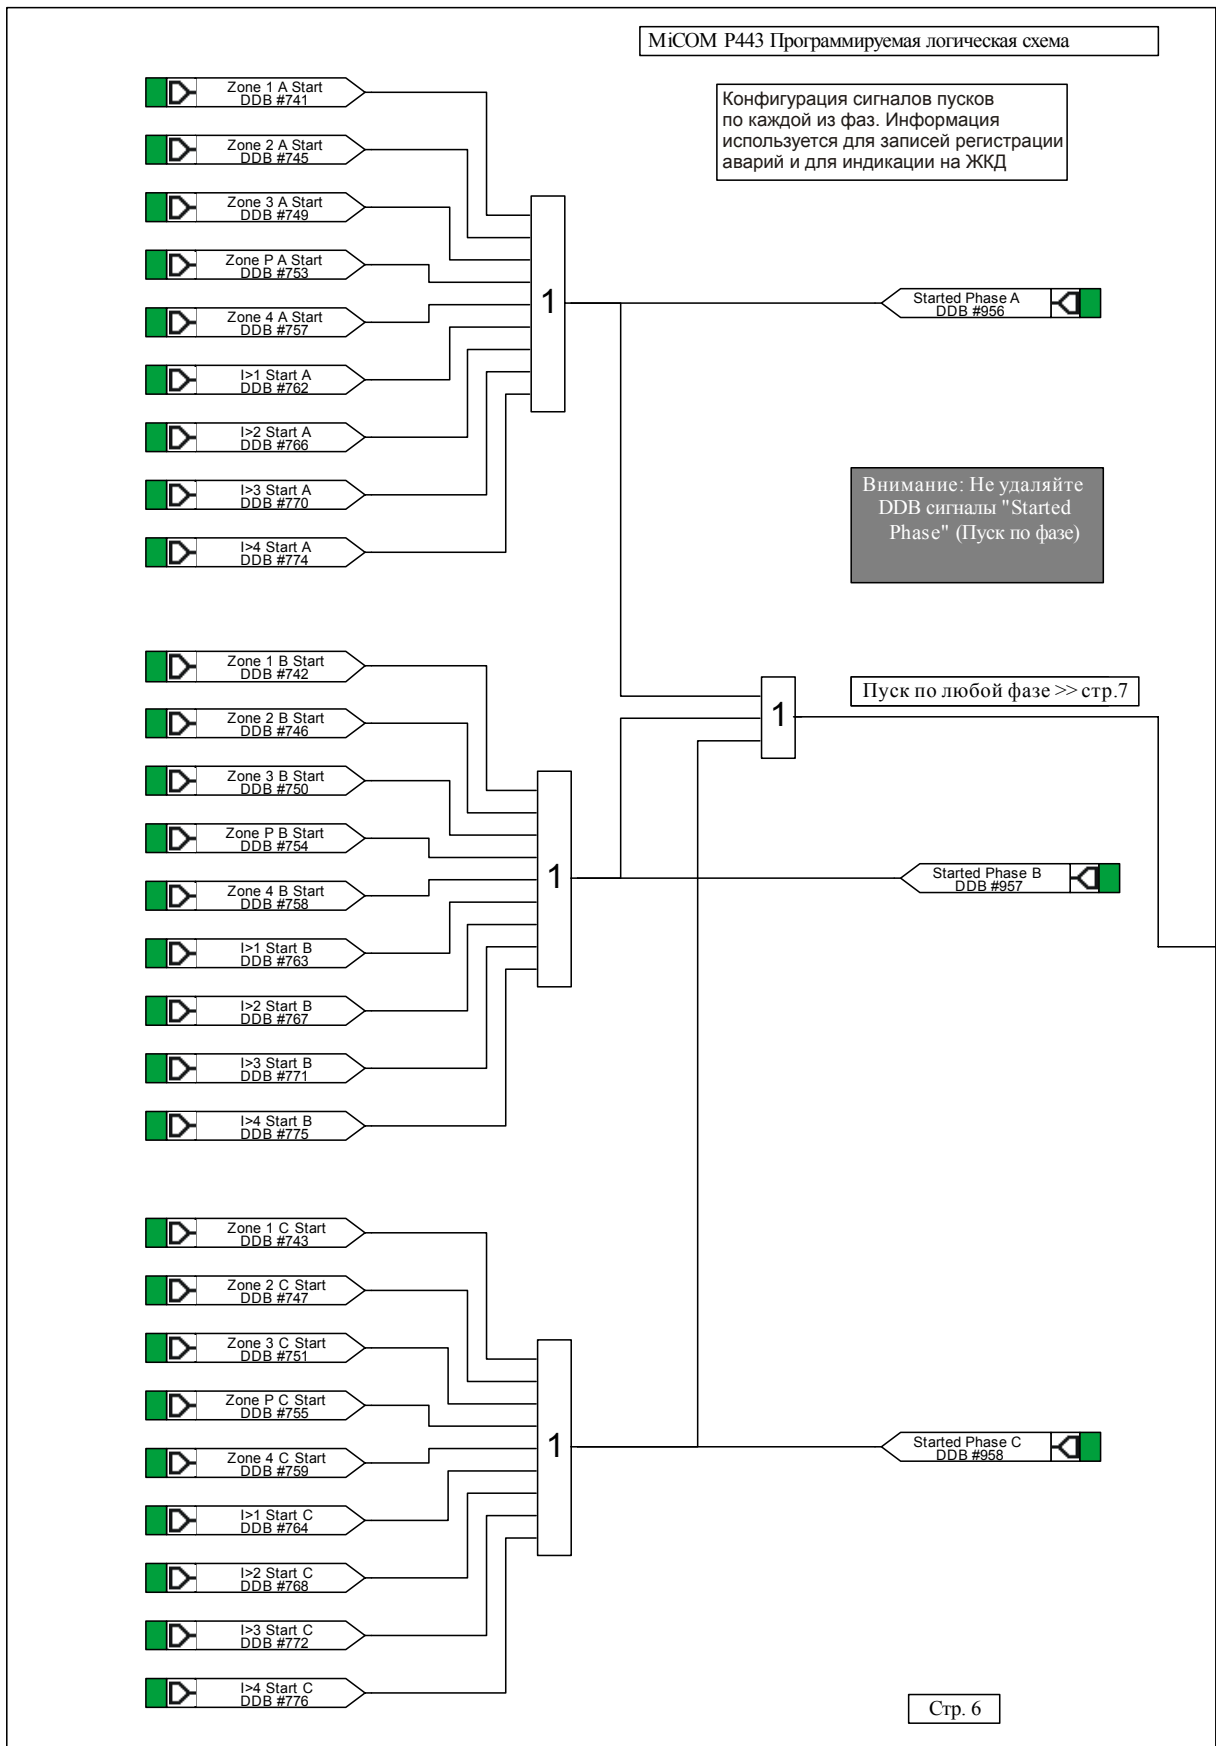 MiCOM P443 Программируемая логическая схема
Конфигурация сигналов пусков
по каждой из фаз. Информация
используется для записей регистрации
аварий и для индикации на ЖКД
Zone 1 A Start
DDB #741
Zone 2 A Start
DDB #745
Zone 3 A Start
DDB #749
Zone P A Start
DDB #753
Zone 4 A Start
DDB #757
I>1 Start A
DDB #762
I>2 Start A
DDB #766
I>3 Start A
DDB #770
I>4 Start A
DDB #774
1
Started Phase A
DDB #956
Внимание: Не удаляйте
DDB сигналы "Started
Phase" (Пуск по фазе)
Zone 1 B Start
DDB #742
Zone 2 B Start
DDB #746
Zone 3 B Start
DDB #750
Zone P B Start
DDB #754
Zone 4 B Start
DDB #758
I>1 Start B
DDB #763
I>2 Start B
DDB #767
I>3 Start B
DDB #771
I>4 Start B
DDB #775
1
1
Пуск по любой фазе >> стр.7
Started Phase B
DDB #957
Zone 1 C Start
DDB #743
Zone 2 C Start
DDB #747
Zone 3 C Start
DDB #751
Zone P C Start
DDB #755
Zone 4 C Start
DDB #759
I>1 Start C
DDB #764
I>2 Start C
DDB #768
I>3 Start C
DDB #772
I>4 Start C
DDB #776
1
Started Phase C
DDB #958
Стр. 6